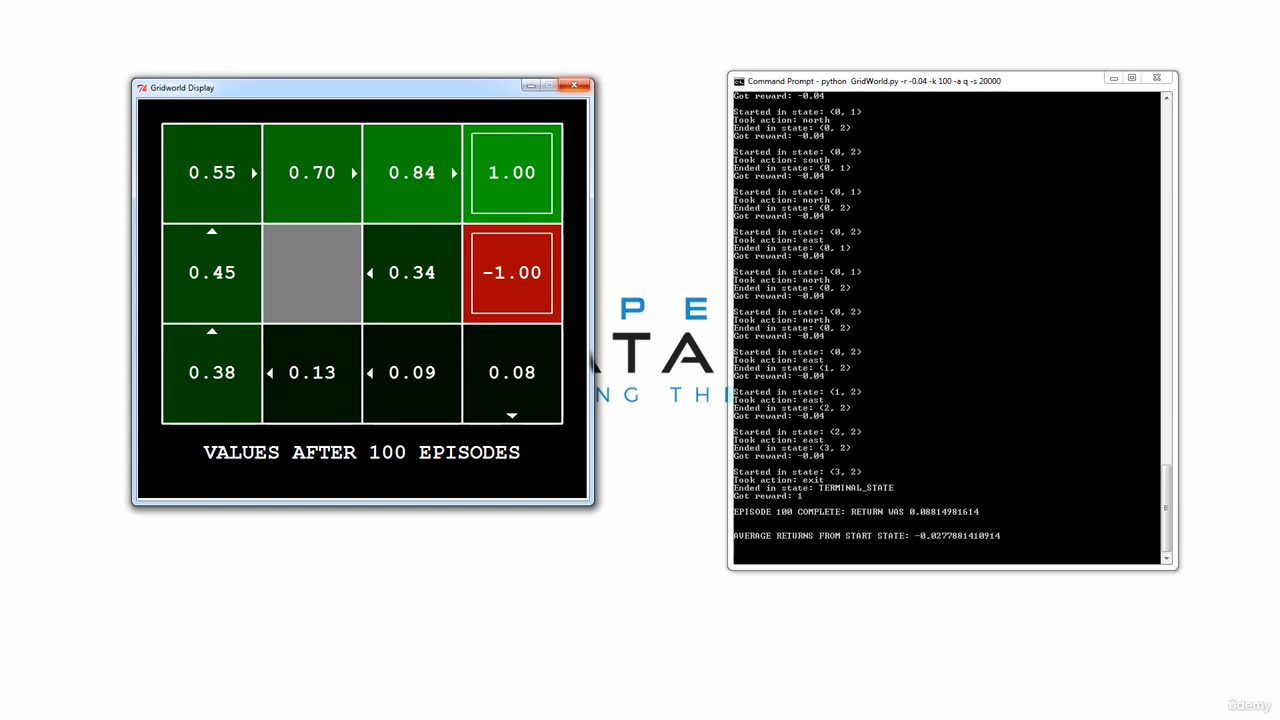 Gridworld Display
0.55 0.70 0.84 1.00
0.45 0.34 -1.00
0.38 0.13 0.09 0.08
VALUES AFTER 100 EPISODES
P E
ATA
NG THE
Command Prompt - python GridWorld.py -r -0.04 -k 100 -a q -s 20000
Got reward: -0.04
Started in state: (0, 1)
Took action: north
Ended in state: (0, 2)
Got reward: -0.04
Started in state: (0, 2)
Took action: south
Ended in state: (0, 1)
Got reward: -0.04
Started in state: (0, 1)
Took action: north
Ended in state: (0, 2)
Got reward: -0.04
Started in state: (0, 2)
Took action: east
Ended in state: (0, 1)
Got reward: -0.04
Started in state: (0, 1)
Took action: north
Ended in state: (0, 2)
Got reward: -0.04
Started in state: (0, 2)
Took action: north
Ended in state: (0, 2)
Got reward: -0.04
Started in state: (0, 2)
Took action: east
Ended in state: (1, 2)
Got reward: -0.04
Started in state: (1, 2)
Took action: east
Ended in state: (2, 2)
Got reward: -0.04
Started in state: (2, 2)
Took action: east
Ended in state: (3, 2)
Got reward: -0.04
Started in state: (3, 2)
Took action: exit
Ended in state: TERMINAL_STATE
Got reward: 1
EPISODE 100 COMPLETE: RETURN WAS 0.08814981614
AVERAGE RETURNS FROM START STATE: -0.0277881410914
ûdemy